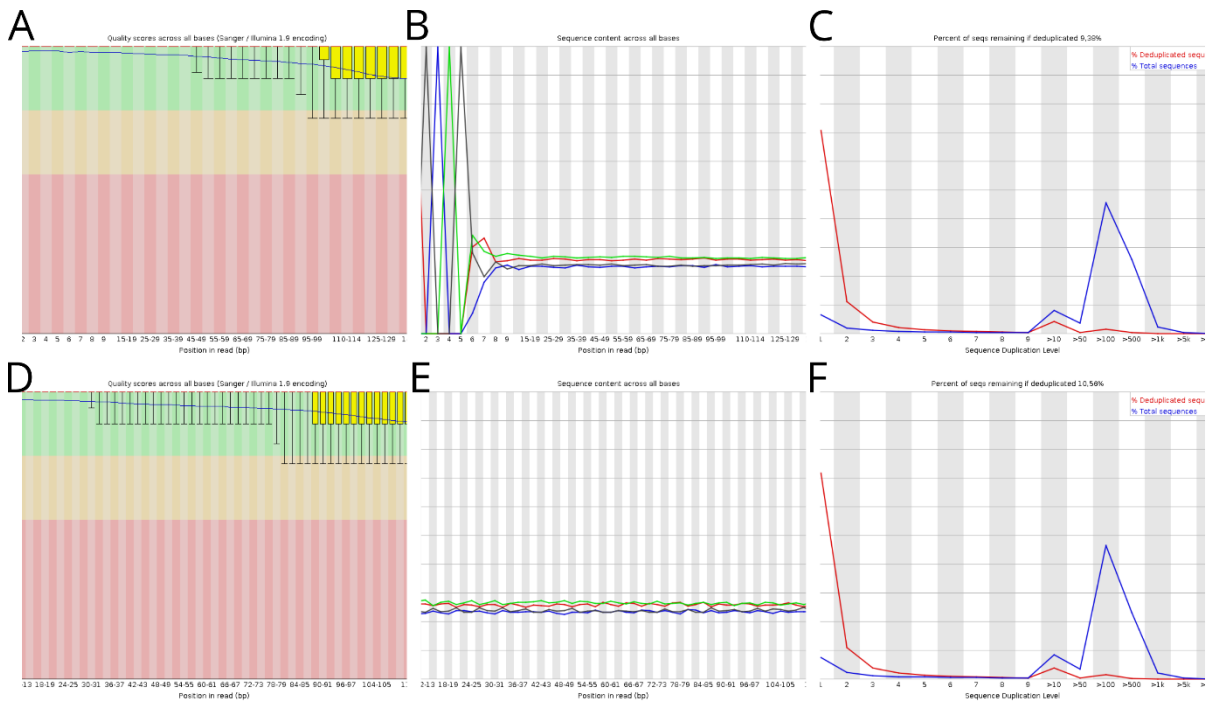 A
Quality scores across all bases (Sanger / Illumina 1.9 encoding)
2 3 4 5 6 7 8 9 15-19 25-29 35-39 45-49 55-59 65-69 75-79 85-89 95-99 110-114 125-129 1
Position in read (bp)
B
Sequence content across all bases
2 3 4 5 6 7 8 9 15-19 25-29 35-39 45-49 55-59 65-69 75-79 85-89 95-99 110-114 125-129
Position in read (bp)
C
Percent of seqs remaining if deduplicated 9,38%
% Deduplicated sequ
% Total sequences
1 2 3 4 5 6 7 8 9 >10 >50 >100 >500 >1k >5k >
Sequence Duplication Level
D
Quality scores across all bases (Sanger / Illumina 1.9 encoding)
-13 18-19 24-25 30-31 36-37 42-43 48-49 54-55 60-61 66-67 72-73 78-79 84-85 90-91 96-97 104-105 1
Position in read (bp)
E
Sequence content across all bases
2-13 18-19 24-25 30-31 36-37 42-43 48-49 54-55 60-61 66-67 72-73 78-79 84-85 90-91 96-97 104-105 1
Position in read (bp)
F
Percent of seqs remaining if deduplicated 10,56%
% Deduplicated sequ
% Total sequences
1 2 3 4 5 6 7 8 9 >10 >50 >100 >500 >1k >5k >
Sequence Duplication Level